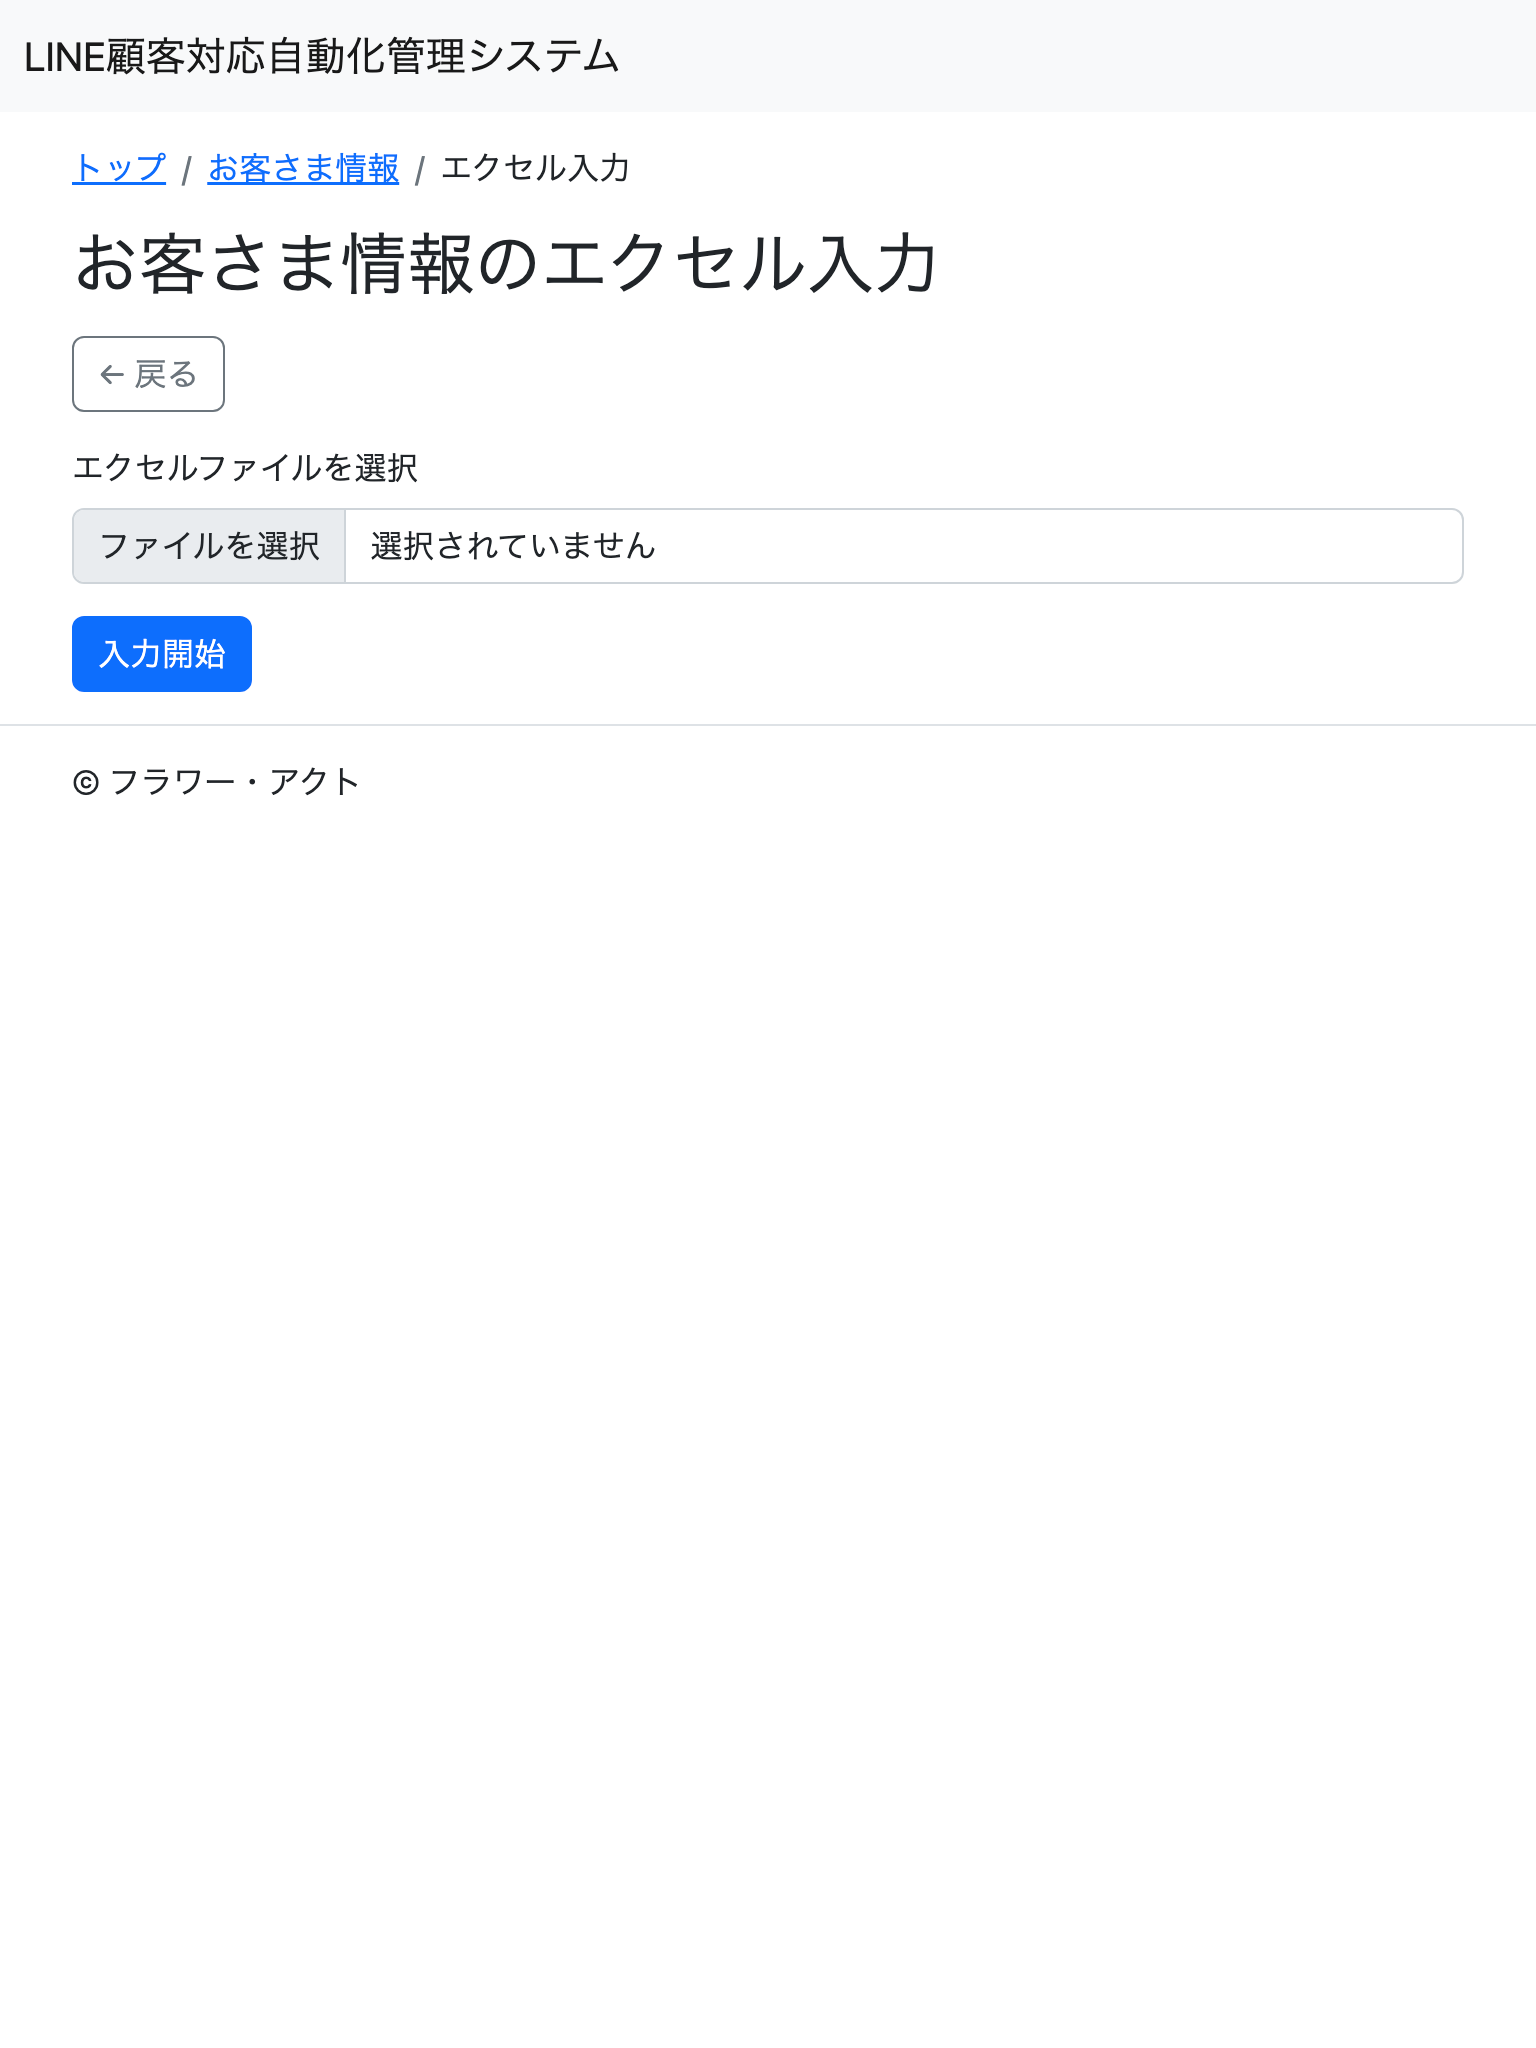 LINE顧客対応自動化管理システム
トップ / お客さま情報 / エクセル入力
お客さま情報のエクセル入力
← 戻る
エクセルファイルを選択
ファイルを選択 選択されていません
入力開始
© フラワー・アクト